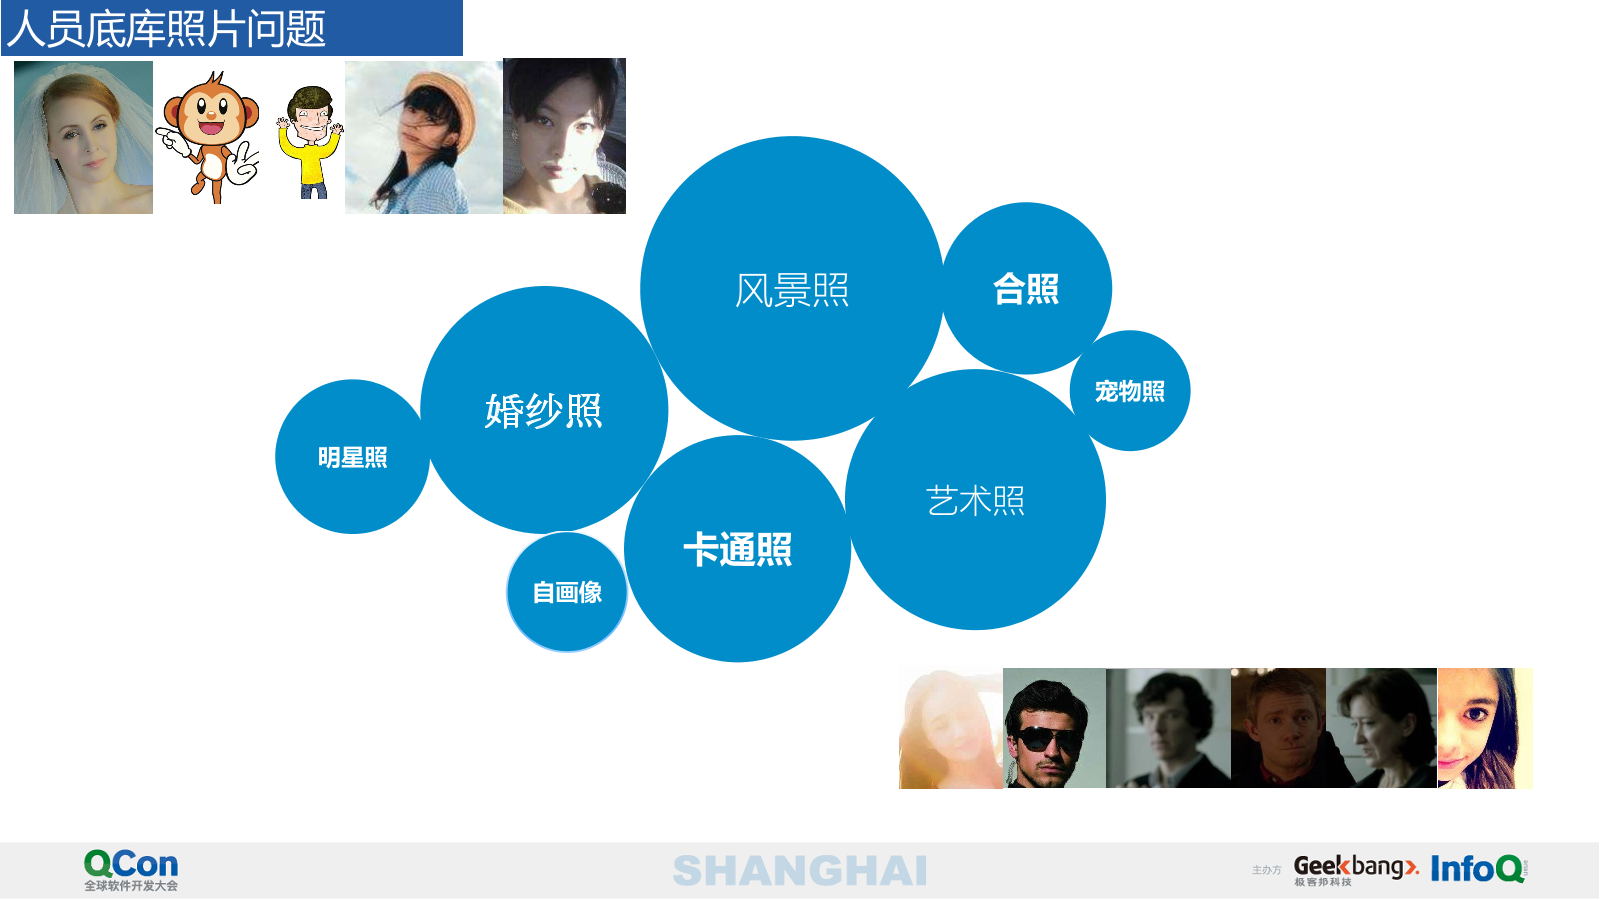 人员底库照片问题
风景照
合照
宠物照
婚纱照
明星照
艺术照
卡通照
自画像
QCon
全球软件开发大会
SHANGHAI
主办方
Geekbang
极客邦科技
InfoQ